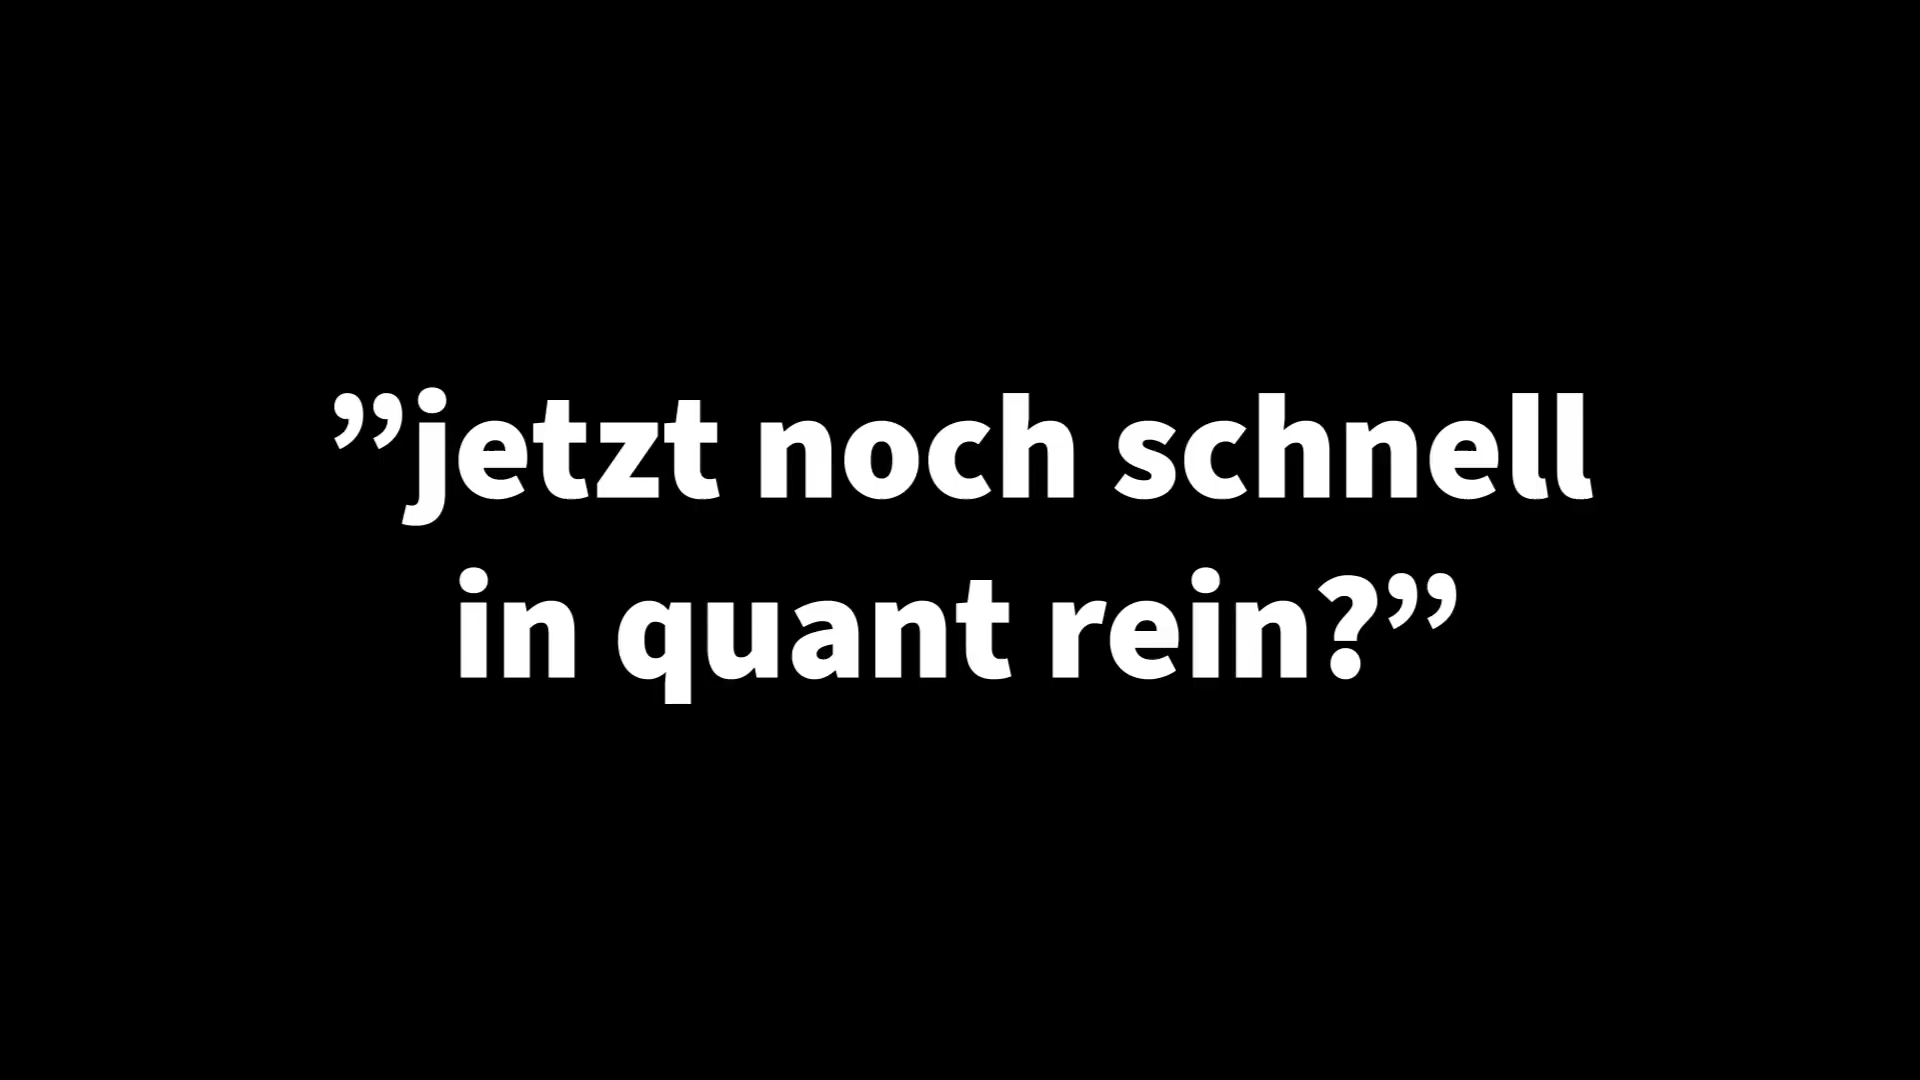 ”jetzt noch schnell
in quant rein?”